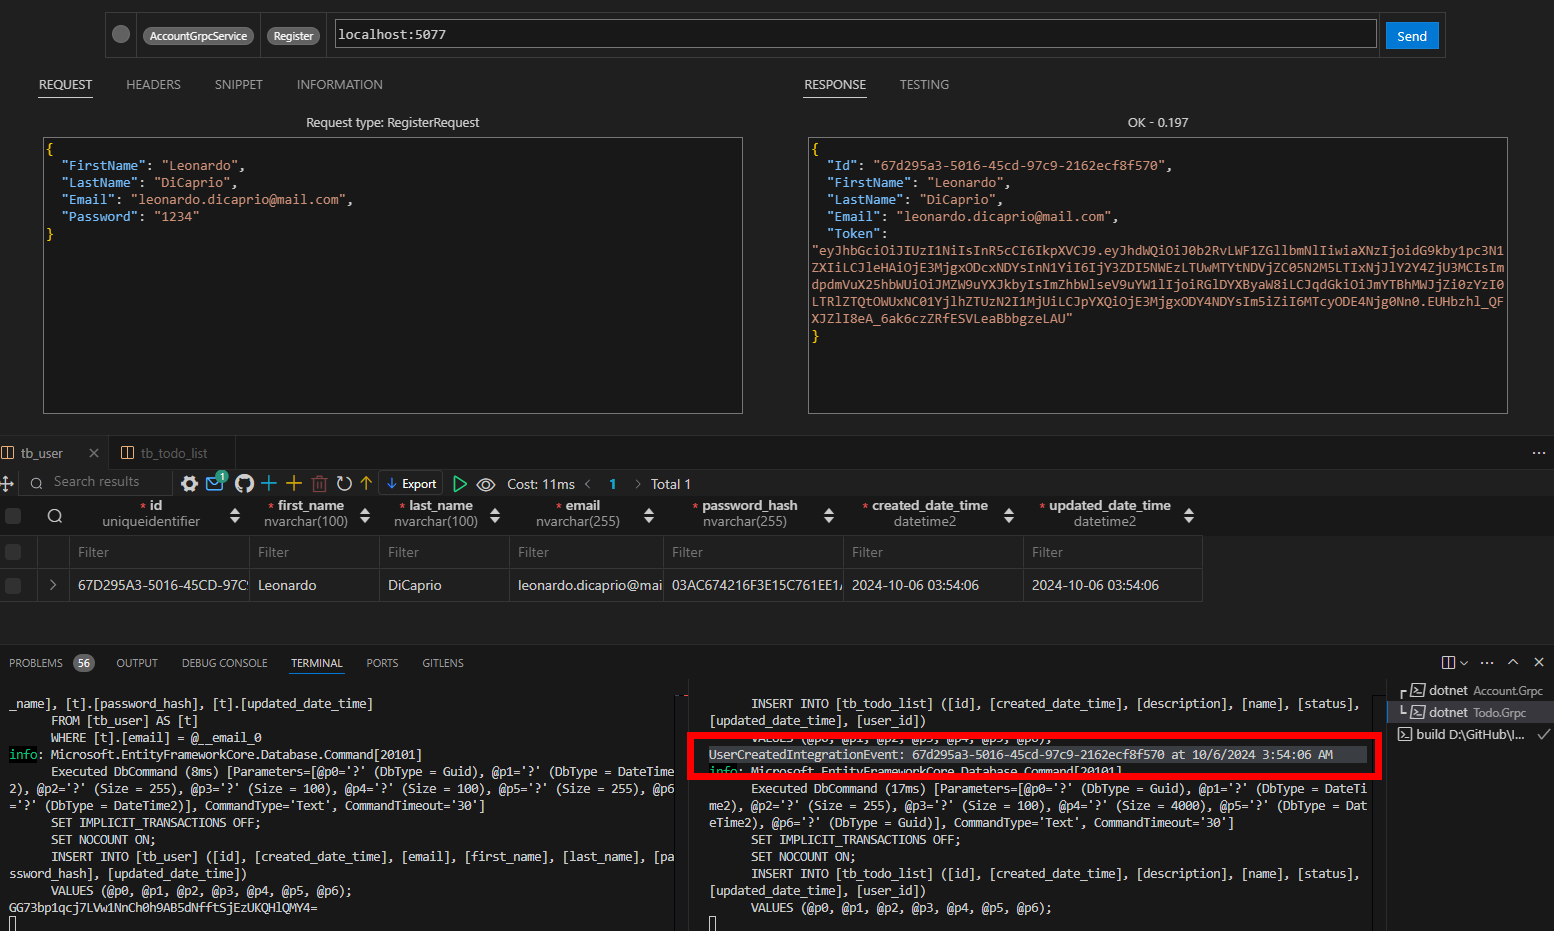 AccountGrpcService
Register
localhost:5077
Send
REQUEST
HEADERS
SNIPPET
INFORMATION
RESPONSE
TESTING
Request type: RegisterRequest
{
"FirstName": "Leonardo",
"LastName": "DiCaprio",
"Email": "leonardo.dicaprio@mail.com",
"Password": "1234"
}
OK - 0.197
{
"Id": "67d295a3-5016-45cd-97c9-2162ecf8f570",
"FirstName": "Leonardo",
"LastName": "DiCaprio",
"Email": "leonardo.dicaprio@mail.com",
"Token":
}
tb_user
tb_todo_list
Search results
1
Export
Cost: 11ms
1
Total 1
* id
uniqueidentifier
* first_name
nvarchar(100)
* last_name
nvarchar(100)
* email
nvarchar(255)
* password_hash
nvarchar(255)
* created_date_time
datetime2
* updated_date_time
datetime2
Filter
Filter
Filter
Filter
Filter
Filter
Filter
67D295A3-5016-45CD-97C
Leonardo
DiCaprio
leonardo.dicaprio@mai
03AC674216F3E15C761EE1
2024-10-06 03:54:06
2024-10-06 03:54:06
PROBLEMS 56
OUTPUT
DEBUG CONSOLE
TERMINAL
PORTS
GITLENS
_name], [t].[password_hash], [t].[updated_date_time]
FROM [tb_user] AS [t]
WHERE [t].[email] = @__email_0
info: Microsoft.EntityFrameworkCore.Database.Command[20101]
Executed DbCommand (8ms) [Parameters=[@p0='?' (DbType = Guid), @p1='?' (DbType = DateTime
2), @p2='?' (Size = 255), @p3='?' (Size = 100), @p4='?' (Size = 100), @p5='?' (Size = 255), @p6
='?' (DbType = DateTime2)], CommandType='Text', CommandTimeout='30']
SET IMPLICIT_TRANSACTIONS OFF;
SET NOCOUNT ON;
INSERT INTO [tb_user] ([id], [created_date_time], [email], [first_name], [last_name], [pa
ssword_hash], [updated_date_time])
VALUES (@p0, @p1, @p2, @p3, @p4, @p5, @p6);
GG73bp1qcj7LVw1NnCh0h9AB5dNfftSjEzUKQHlQMY4=
INSERT INTO [tb_todo_list] ([id], [created_date_time], [description], [name], [status],
[updated_date_time], [user_id])
VALUES (@p0, @p1, @p2, @p3, @p4, @p5, @p6);
UserCreatedIntegrationEvent: 67d295a3-5016-45cd-97c9-2162ecf8f570 at 10/6/2024 3:54:06 AM
info: Microsoft.EntityFrameworkCore.Database.Command[20101]
Executed DbCommand (17ms) [Parameters=[@p0='?' (DbType = Guid), @p1='?' (DbType = DateTi
me2), @p2='?' (Size = 255), @p3='?' (Size = 100), @p4='?' (Size = 4000), @p5='?' (DbType = Dat
eTime2), @p6='?' (DbType = Guid)], CommandType='Text', CommandTimeout='30']
SET IMPLICIT_TRANSACTIONS OFF;
SET NOCOUNT ON;
INSERT INTO [tb_todo_list] ([id], [created_date_time], [description], [name], [status],
[updated_date_time], [user_id])
VALUES (@p0, @p1, @p2, @p3, @p4, @p5, @p6);
dotnet Account.Grpc
dotnet Todo.Grpc
build D:\GitHub\I...